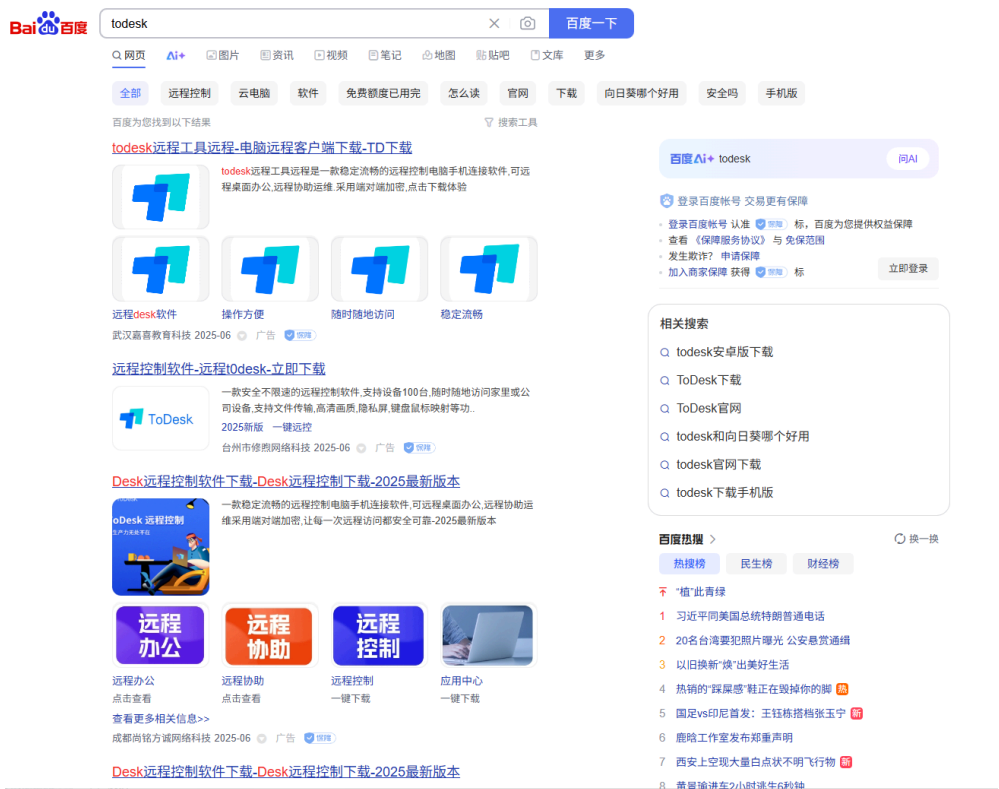 Bai du 百度
todesk
百度一下
网页 Ai+ 图片 资讯 视频 笔记 地图 贴吧 文库 更多
全部 远程控制 云电脑 软件 免费额度已用完 怎么读 官网 下载 向日葵哪个好用 安全吗 手机版
百度为您找到以下结果
搜索工具
todesk远程工具远程-电脑远程客户端下载-TD下载
todesk远程工具远程是一款稳定流畅的远程控制电脑手机连接软件,可远
程桌面办公,远程协助运维.采用端对端加密,点击下载体验
远程desk软件 操作方便 随时随地访问 稳定流畅
武汉嘉喜教育科技 2025-06 广告 保障
远程控制软件-远程t0desk-立即下载
ToDesk
一款安全不限速的远程控制软件,支持设备100台,随时随地访问家里或公
司设备,支持文件传输,高清画质,隐私屏,键盘鼠标映射等功..
2025新版 一键远控
台州市修煦网络科技 2025-06 广告 保障
Desk远程控制软件下载-Desk远程控制下载-2025最新版本
oDesk 远程控制
一款稳定流畅的远程控制电脑手机连接软件,可远程桌面办公,远程协助运
维采用端对端加密,让每一次远程访问都安全可靠-2025最新版本
远程
办公
远程
协助
远程
控制
远程办公 远程协助 远程控制 应用中心
点击查看 点击查看 一键下载 一键下载
查看更多相关信息>>
成都尚铭方诚网络科技 2025-06 广告 保障
Desk远程控制软件下载-Desk远程控制下载-2025最新版本
百度Ai+ todesk
问AI
登录百度帐号 交易更有保障
登录百度帐号 认准 保障 标，百度为您提供权益保障
查看 《保障服务协议》 与 免保范围
发生欺诈？ 申请保障
加入商家保障 获得 保障 标
立即登录
相关搜索
todesk安卓版下载
ToDesk下载
ToDesk官网
todesk和向日葵哪个好用
todesk官网下载
todesk下载手机版
百度热搜
换一换
热搜榜 民生榜 财经榜
“植”此青绿
1 习近平同美国总统特朗普通电话
2 20名台湾要犯照片曝光 公安悬赏通缉
3 以旧换新“焕”出美好生活
4 热销的“踩屎感”鞋正在毁掉你的脚 热
5 国足vs印尼首发：王钰栋搭档张玉宁 新
6 鹿晗工作室发布郑重声明
7 西安上空现大量白点状不明飞行物 新
8 黄景瑜进车2小时逃生6秒钟